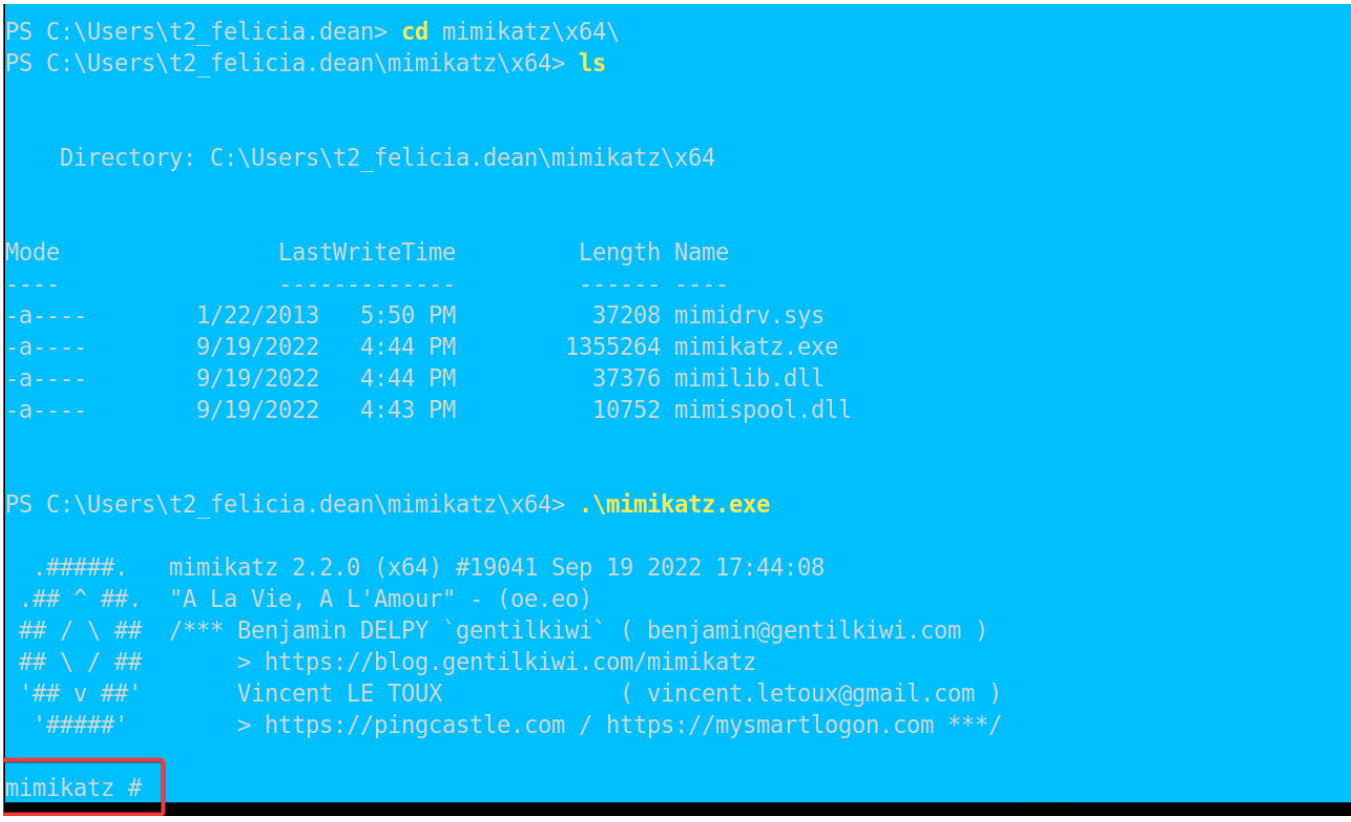 PS C:\Users\t2_felicia.dean> cd mimikatz\x64\
PS C:\Users\t2_felicia.dean\mimikatz\x64> ls
Directory: C:\Users\t2_felicia.dean\mimikatz\x64
Mode                LastWriteTime         Length Name
----                -------------         ------ ----
-a----        1/22/2013   5:50 PM          37208 mimidrv.sys
-a----        9/19/2022   4:44 PM        1355264 mimikatz.exe
-a----        9/19/2022   4:44 PM          37376 mimilib.dll
-a----        9/19/2022   4:43 PM          10752 mimispool.dll
PS C:\Users\t2_felicia.dean\mimikatz\x64> .\mimikatz.exe
  .#####.   mimikatz 2.2.0 (x64) #19041 Sep 19 2022 17:44:08
 .## ^ ##.  "A La Vie, A L'Amour" - (oe.eo)
 ## / \ ##  /*** Benjamin DELPY `gentilkiwi` ( benjamin@gentilkiwi.com )
 ## \ / ##       > https://blog.gentilkiwi.com/mimikatz
 '## v ##'       Vincent LE TOUX             ( vincent.letoux@gmail.com )
  '#####'        > https://pingcastle.com / https://mysmartlogon.com ***/
mimikatz #